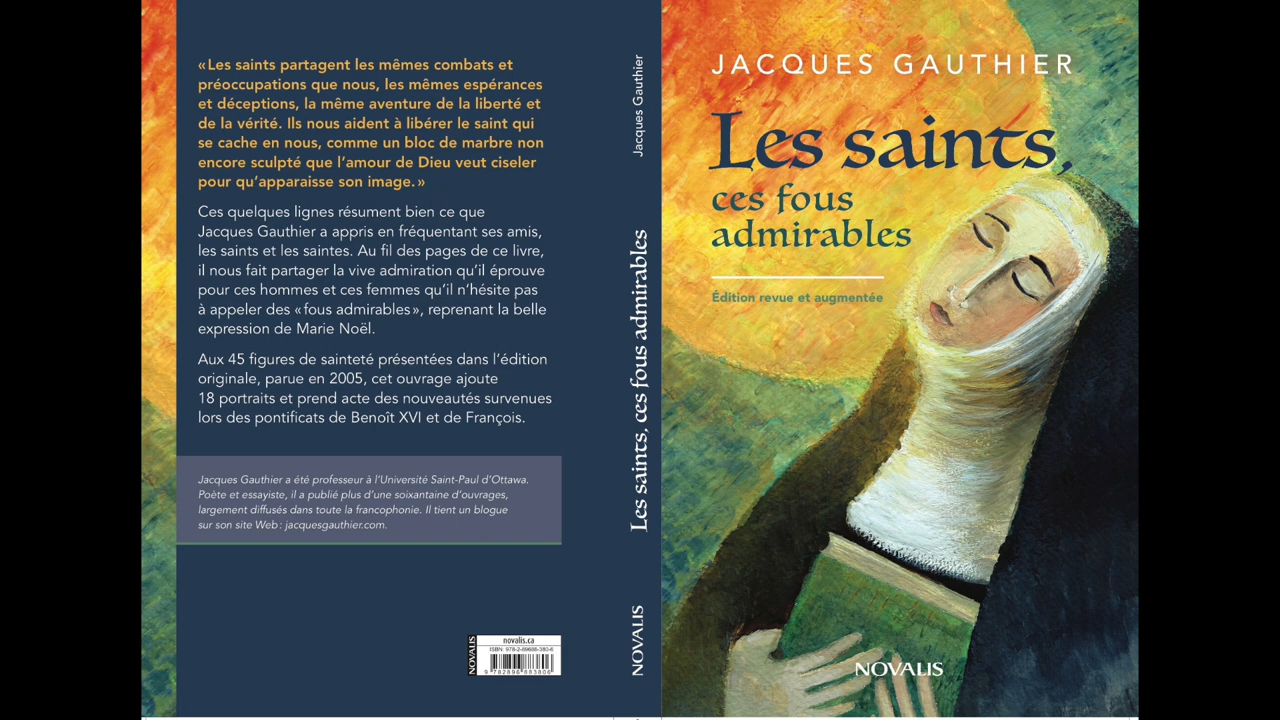 « Les saints partagent les mêmes combats et
préoccupations que nous, les mêmes espérances
et déceptions, la même aventure de la liberté et
de la vérité. Ils nous aident à libérer le saint qui
se cache en nous, comme un bloc de marbre non
encore sculpté que l’amour de Dieu veut ciseler
pour qu’apparaisse son image. »
Ces quelques lignes résument bien ce que
Jacques Gauthier a appris en fréquentant ses amis,
les saints et les saintes. Au fil des pages de ce livre,
il nous fait partager la vive admiration qu’il éprouve
pour ces hommes et ces femmes qu’il n’hésite pas
à appeler des « fous admirables », reprenant la belle
expression de Marie Noël.
Aux 45 figures de sainteté présentées dans l’édition
originale, parue en 2005, cet ouvrage ajoute
18 portraits et prend acte des nouveautés survenues
lors des pontificats de Benoît XVI et de François.
Jacques Gauthier a été professeur à l’Université Saint-Paul d’Ottawa.
Poète et essayiste, il a publié plus d’une soixantaine d’ouvrages,
largement diffusés dans toute la francophonie. Il tient un blogue
sur son site Web : jacquesgauthier.com.
NOVALIS
novalis.ca
ISBN: 978-2-89688-380-6
9 782896 883806
Jacques Gauthier
Les saints, ces fous admirables
NOVALIS
JACQUES GAUTHIER
Les saints,
ces fous
admirables
Édition revue et augmentée
NOVALIS